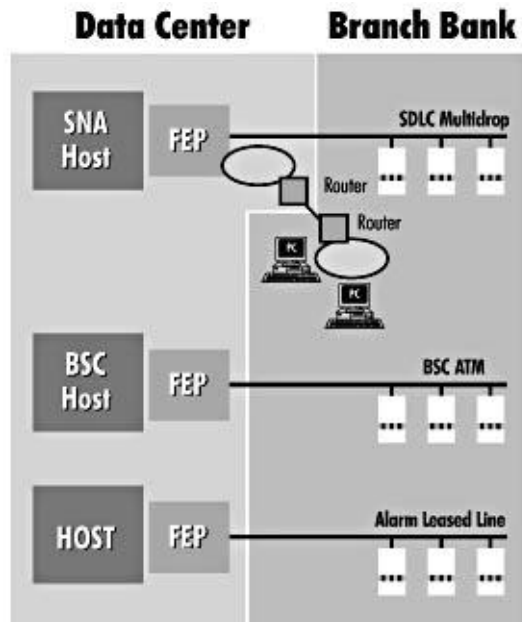 Data Center
Branch Bank
SNA
Host
FEP
SDLC Multidrop
Router
Router
PC
PC
BSC
Host
FEP
BSC ATM
HOST
FEP
Alarm Leased Line